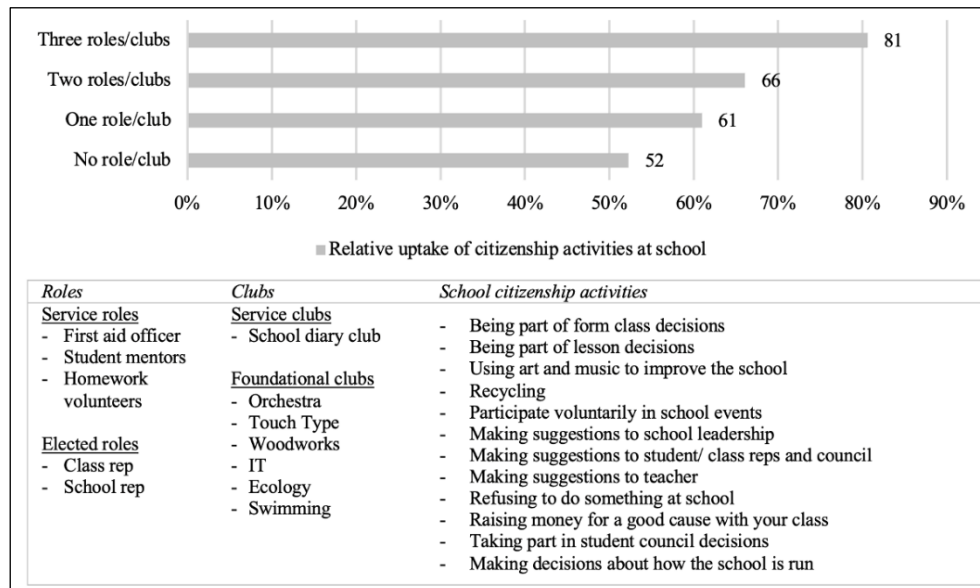 Three roles/clubs 81
Two roles/clubs 66
One role/club 61
No role/club 52
0% 10% 20% 30% 40% 50% 60% 70% 80% 90%
Relative uptake of citizenship activities at school
Roles
Service roles
- First aid officer
- Student mentors
- Homework
volunteers
Elected roles
- Class rep
- School rep
Clubs
Service clubs
- School diary club
Foundational clubs
- Orchestra
- Touch Type
- Woodworks
- IT
- Ecology
- Swimming
School citizenship activities
- Being part of form class decisions
- Being part of lesson decisions
- Using art and music to improve the school
- Recycling
- Participate voluntarily in school events
- Making suggestions to school leadership
- Making suggestions to student/ class reps and council
- Making suggestions to teacher
- Refusing to do something at school
- Raising money for a good cause with your class
- Taking part in student council decisions
- Making decisions about how the school is run